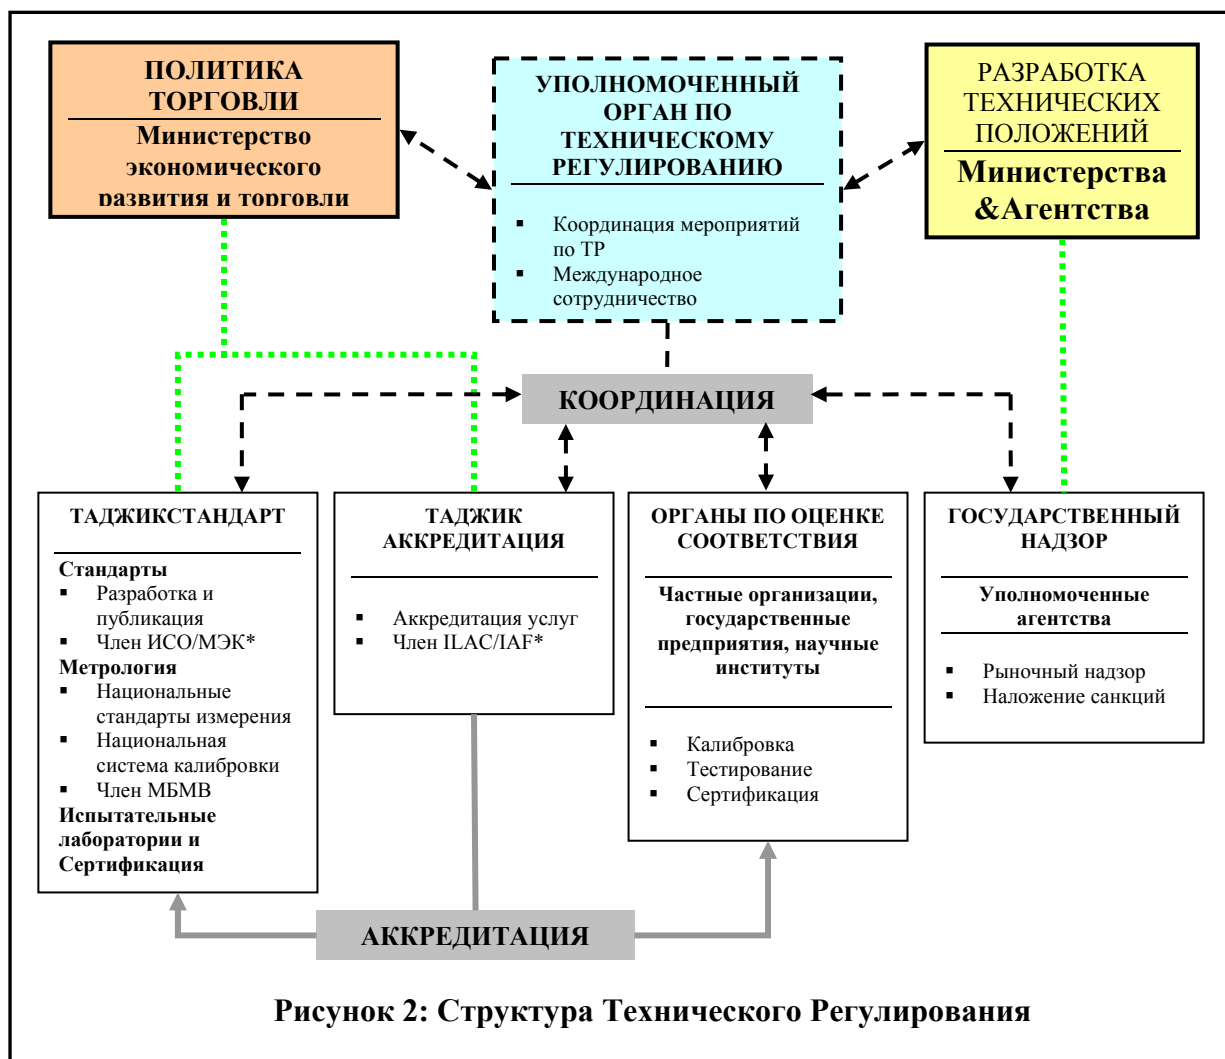 ПОЛИТИКА
ТОРГОВЛИ
Министерство
экономического
развития и торговли
УПОЛНОМОЧЕННЫЙ
ОРГАН ПО
ТЕХНИЧЕСКОМУ
РЕГУЛИРОВАНИЮ
▪ Координация мероприятий
по ТР
▪ Международное
сотрудничество
РАЗРАБОТКА
ТЕХНИЧЕСКИХ
ПОЛОЖЕНИЙ
Министерства
&Агентства
КООРДИНАЦИЯ
ТАДЖИКСТАНДАРТ
Стандарты
▪ Разработка и
публикация
▪ Член ИСО/МЭК*
Метрология
▪ Национальные
стандарты измерения
▪ Национальная
система калибровки
▪ Член МБМВ
Испытательные
лаборатории и
Сертификация
ТАДЖИК
АККРЕДИТАЦИЯ
▪ Аккредитация услуг
▪ Член ILAC/IAF*
ОРГАНЫ ПО ОЦЕНКЕ
СООТВЕТСТВИЯ
Частные организации,
государственные
предприятия, научные
институты
▪ Калибровка
▪ Тестирование
▪ Сертификация
ГОСУДАРСТВЕННЫЙ
НАДЗОР
Уполномоченные
агентства
▪ Рыночный надзор
▪ Наложение санкций
АККРЕДИТАЦИЯ
Рисунок 2: Структура Технического Регулирования